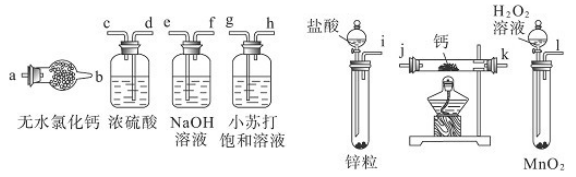 c d e f g h
a b
无水氯化钙 浓硫酸 NaOH
溶液 小苏打
饱和溶液
盐酸 i
钙
j k
锌粒
H₂O₂
溶液 l
MnO₂